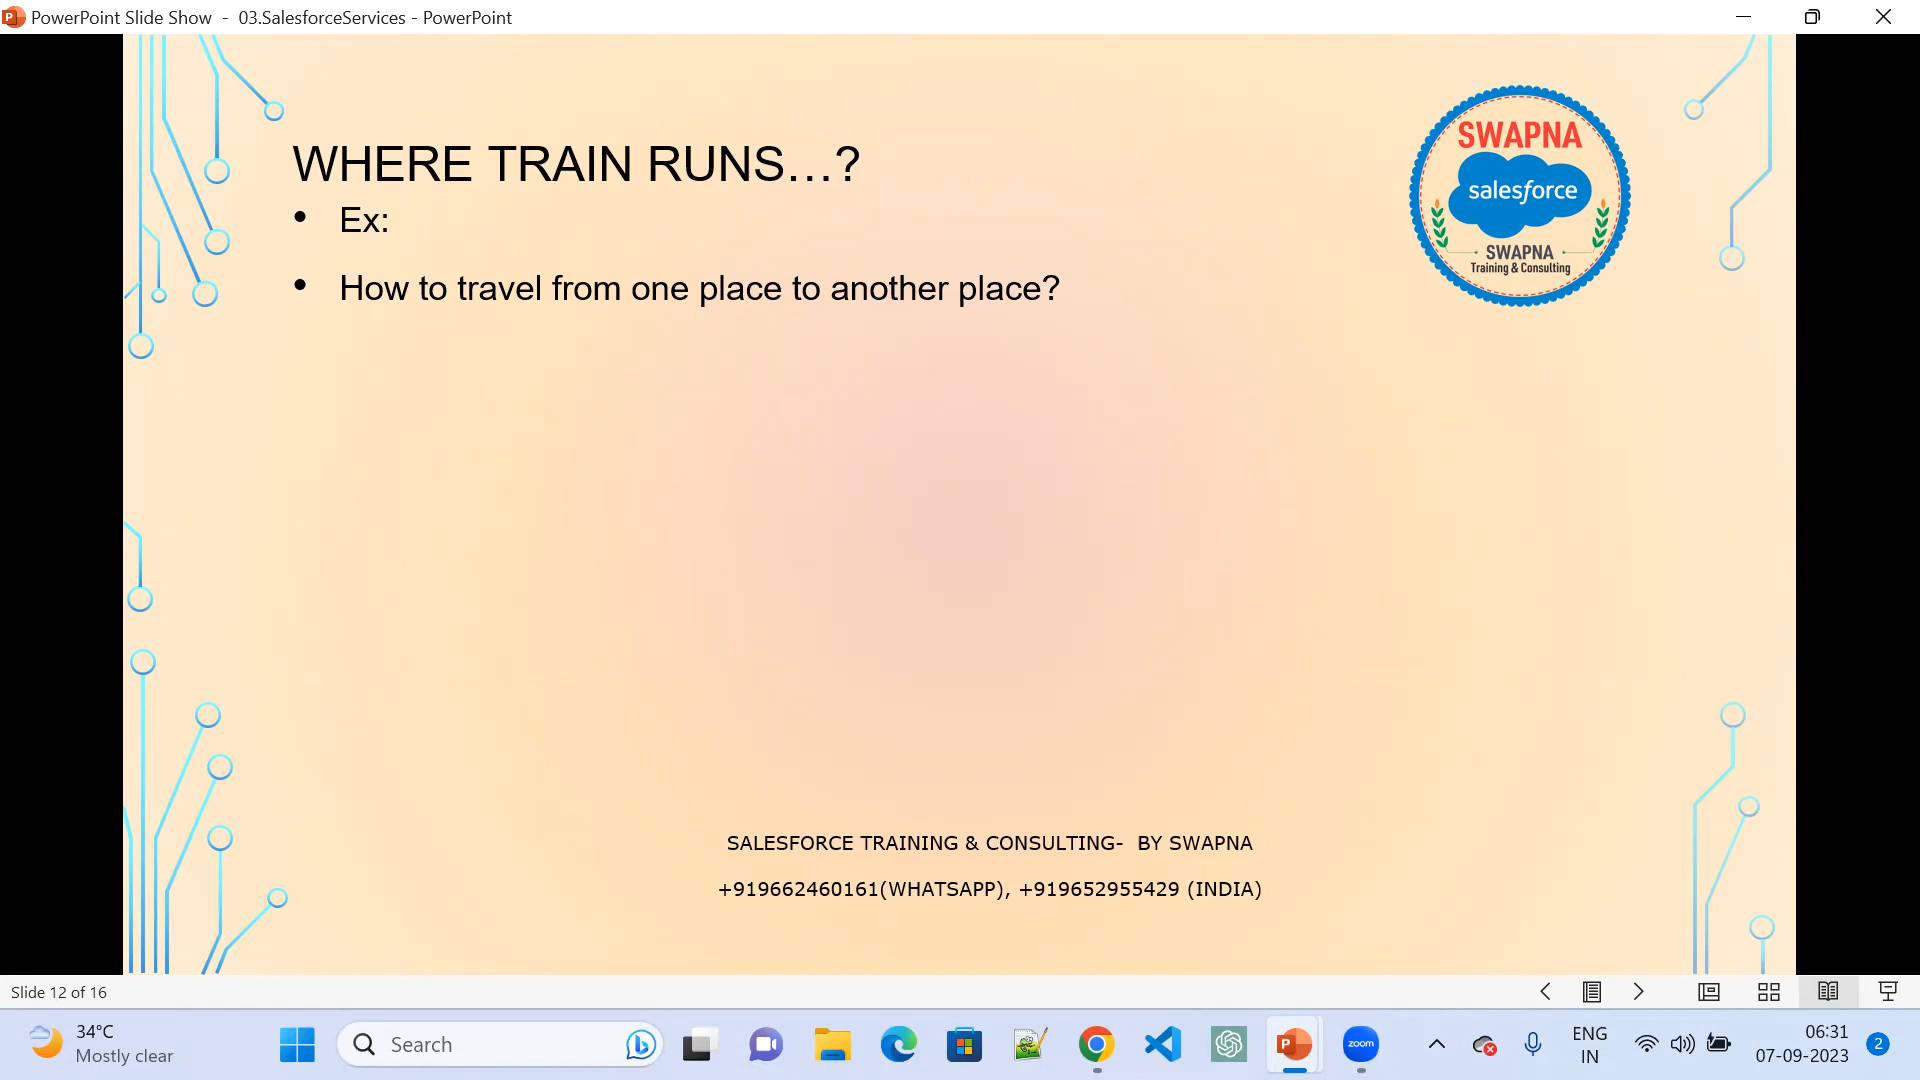 PowerPoint Slide Show - 03.SalesforceServices - PowerPoint
WHERE TRAIN RUNS…?
• Ex:
• How to travel from one place to another place?
SWAPNA
salesforce
SWAPNA
Training & Consulting
SALESFORCE TRAINING & CONSULTING- BY SWAPNA
+919662460161(WHATSAPP), +919652955429 (INDIA)
Slide 12 of 16
34°C
Mostly clear
Search
zoom
ENG
IN
06:31
07-09-2023
2